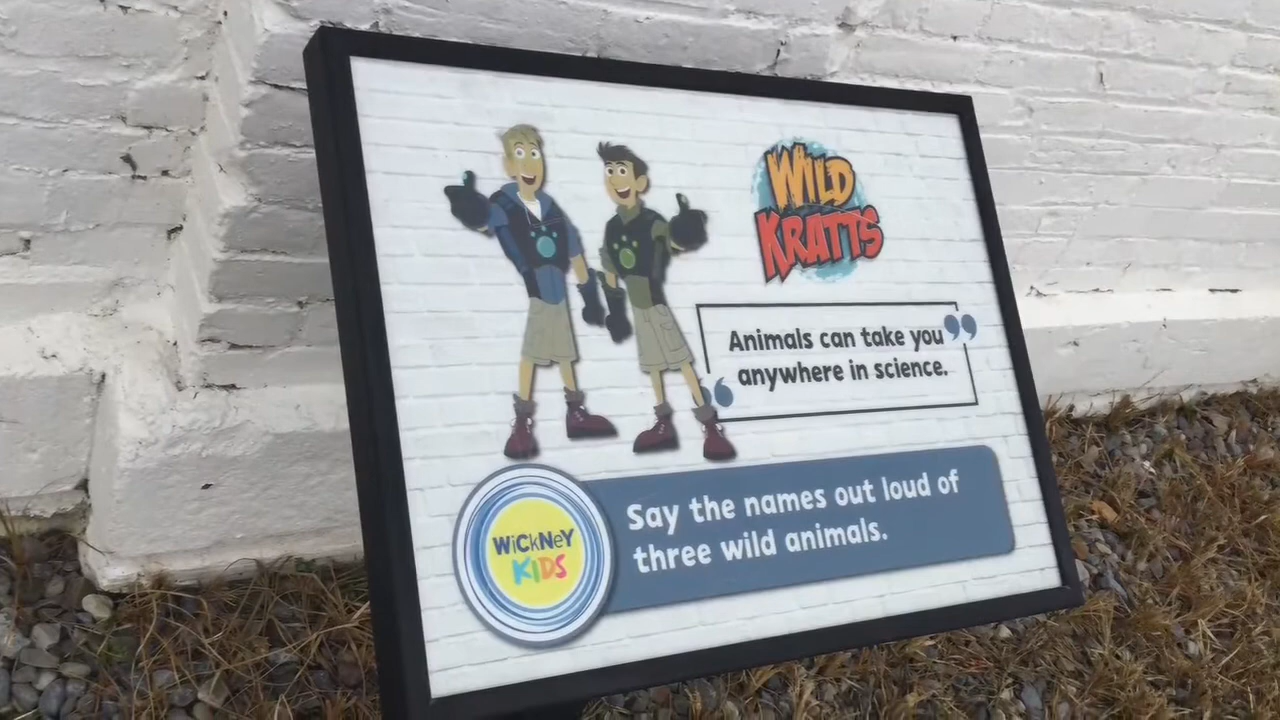 WILD
KRATTS
Animals can take you ”
“ anywhere in science.
WiCkNeY
KIDS
Say the names out loud of
three wild animals.